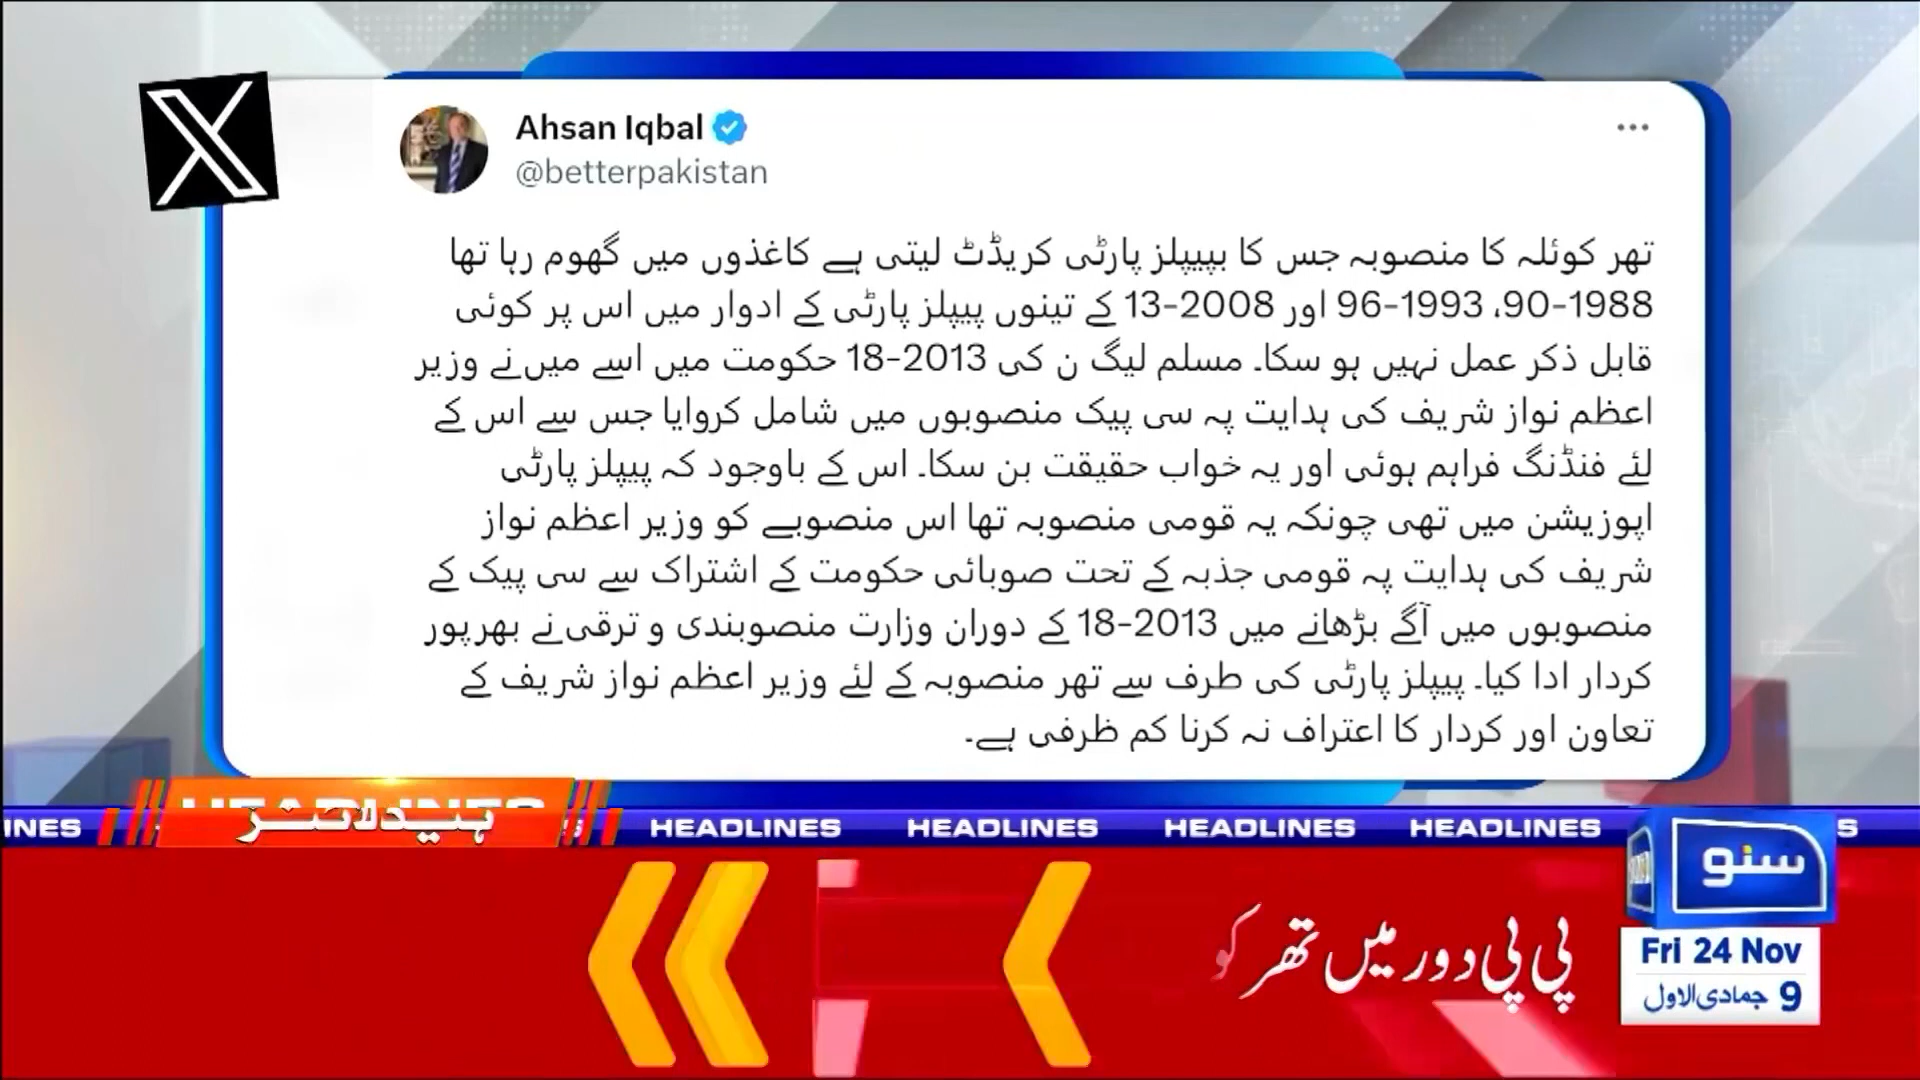 Ahsan Iqbal
@betterpakistan
تھر کوئلہ کا منصوبہ جس کا بپیپلز پارٹی کریڈٹ لیتی ہے کاغذوں میں گھوم رہا تھا
1988-90، 1993-96 اور 2008-13 کے تینوں پیپلز پارٹی کے ادوار میں اس پر کوئی
قابل ذکر عمل نہیں ہو سکا۔ مسلم لیگ ن کی 2013-18 حکومت میں اسے میں نے وزیر
اعظم نواز شریف کی ہدایت پہ سی پیک منصوبوں میں شامل کروایا جس سے اس کے
لئے فنڈنگ فراہم ہوئی اور یہ خواب حقیقت بن سکا۔ اس کے باوجود کہ پیپلز پارٹی
اپوزیشن میں تھی چونکہ یہ قومی منصوبہ تھا اس منصوبے کو وزیر اعظم نواز
شریف کی ہدایت پہ قومی جذبہ کے تحت صوبائی حکومت کے اشتراک سے سی پیک کے
منصوبوں میں آگے بڑھانے میں 2013-18 کے دوران وزارت منصوبندی و ترقی نے بھرپور
کردار ادا کیا۔ پیپلز پارٹی کی طرف سے تھر منصوبہ کے لئے وزیر اعظم نواز شریف کے
تعاون اور کردار کا اعتراف نہ کرنا کم ظرفی ہے۔
HEADLINES
ہیڈلائنز
INES HEADLINES HEADLINES HEADLINES HEADLINES S
سنو
پی پی دور میں تھر کو
Fri 24 Nov
9 جمادی الاول